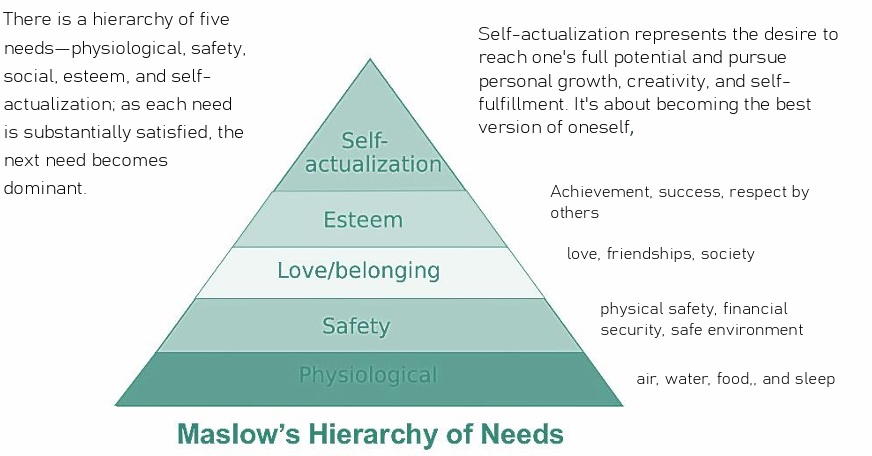 There is a hierarchy of five
needs—physiological, safety,
social, esteem, and self-
actualization; as each need
is substantially satisfied, the
next need becomes
dominant.
Self-actualization represents the desire to
reach one's full potential and pursue
personal growth, creativity, and self-
fulfillment. It's about becoming the best
version of oneself,
Self-
actualization
Achievement, success, respect by
others
Esteem
love, friendships, society
Love/belonging
physical safety, financial
security, safe environment
Safety
air, water, food,, and sleep
Physiological
Maslow’s Hierarchy of Needs